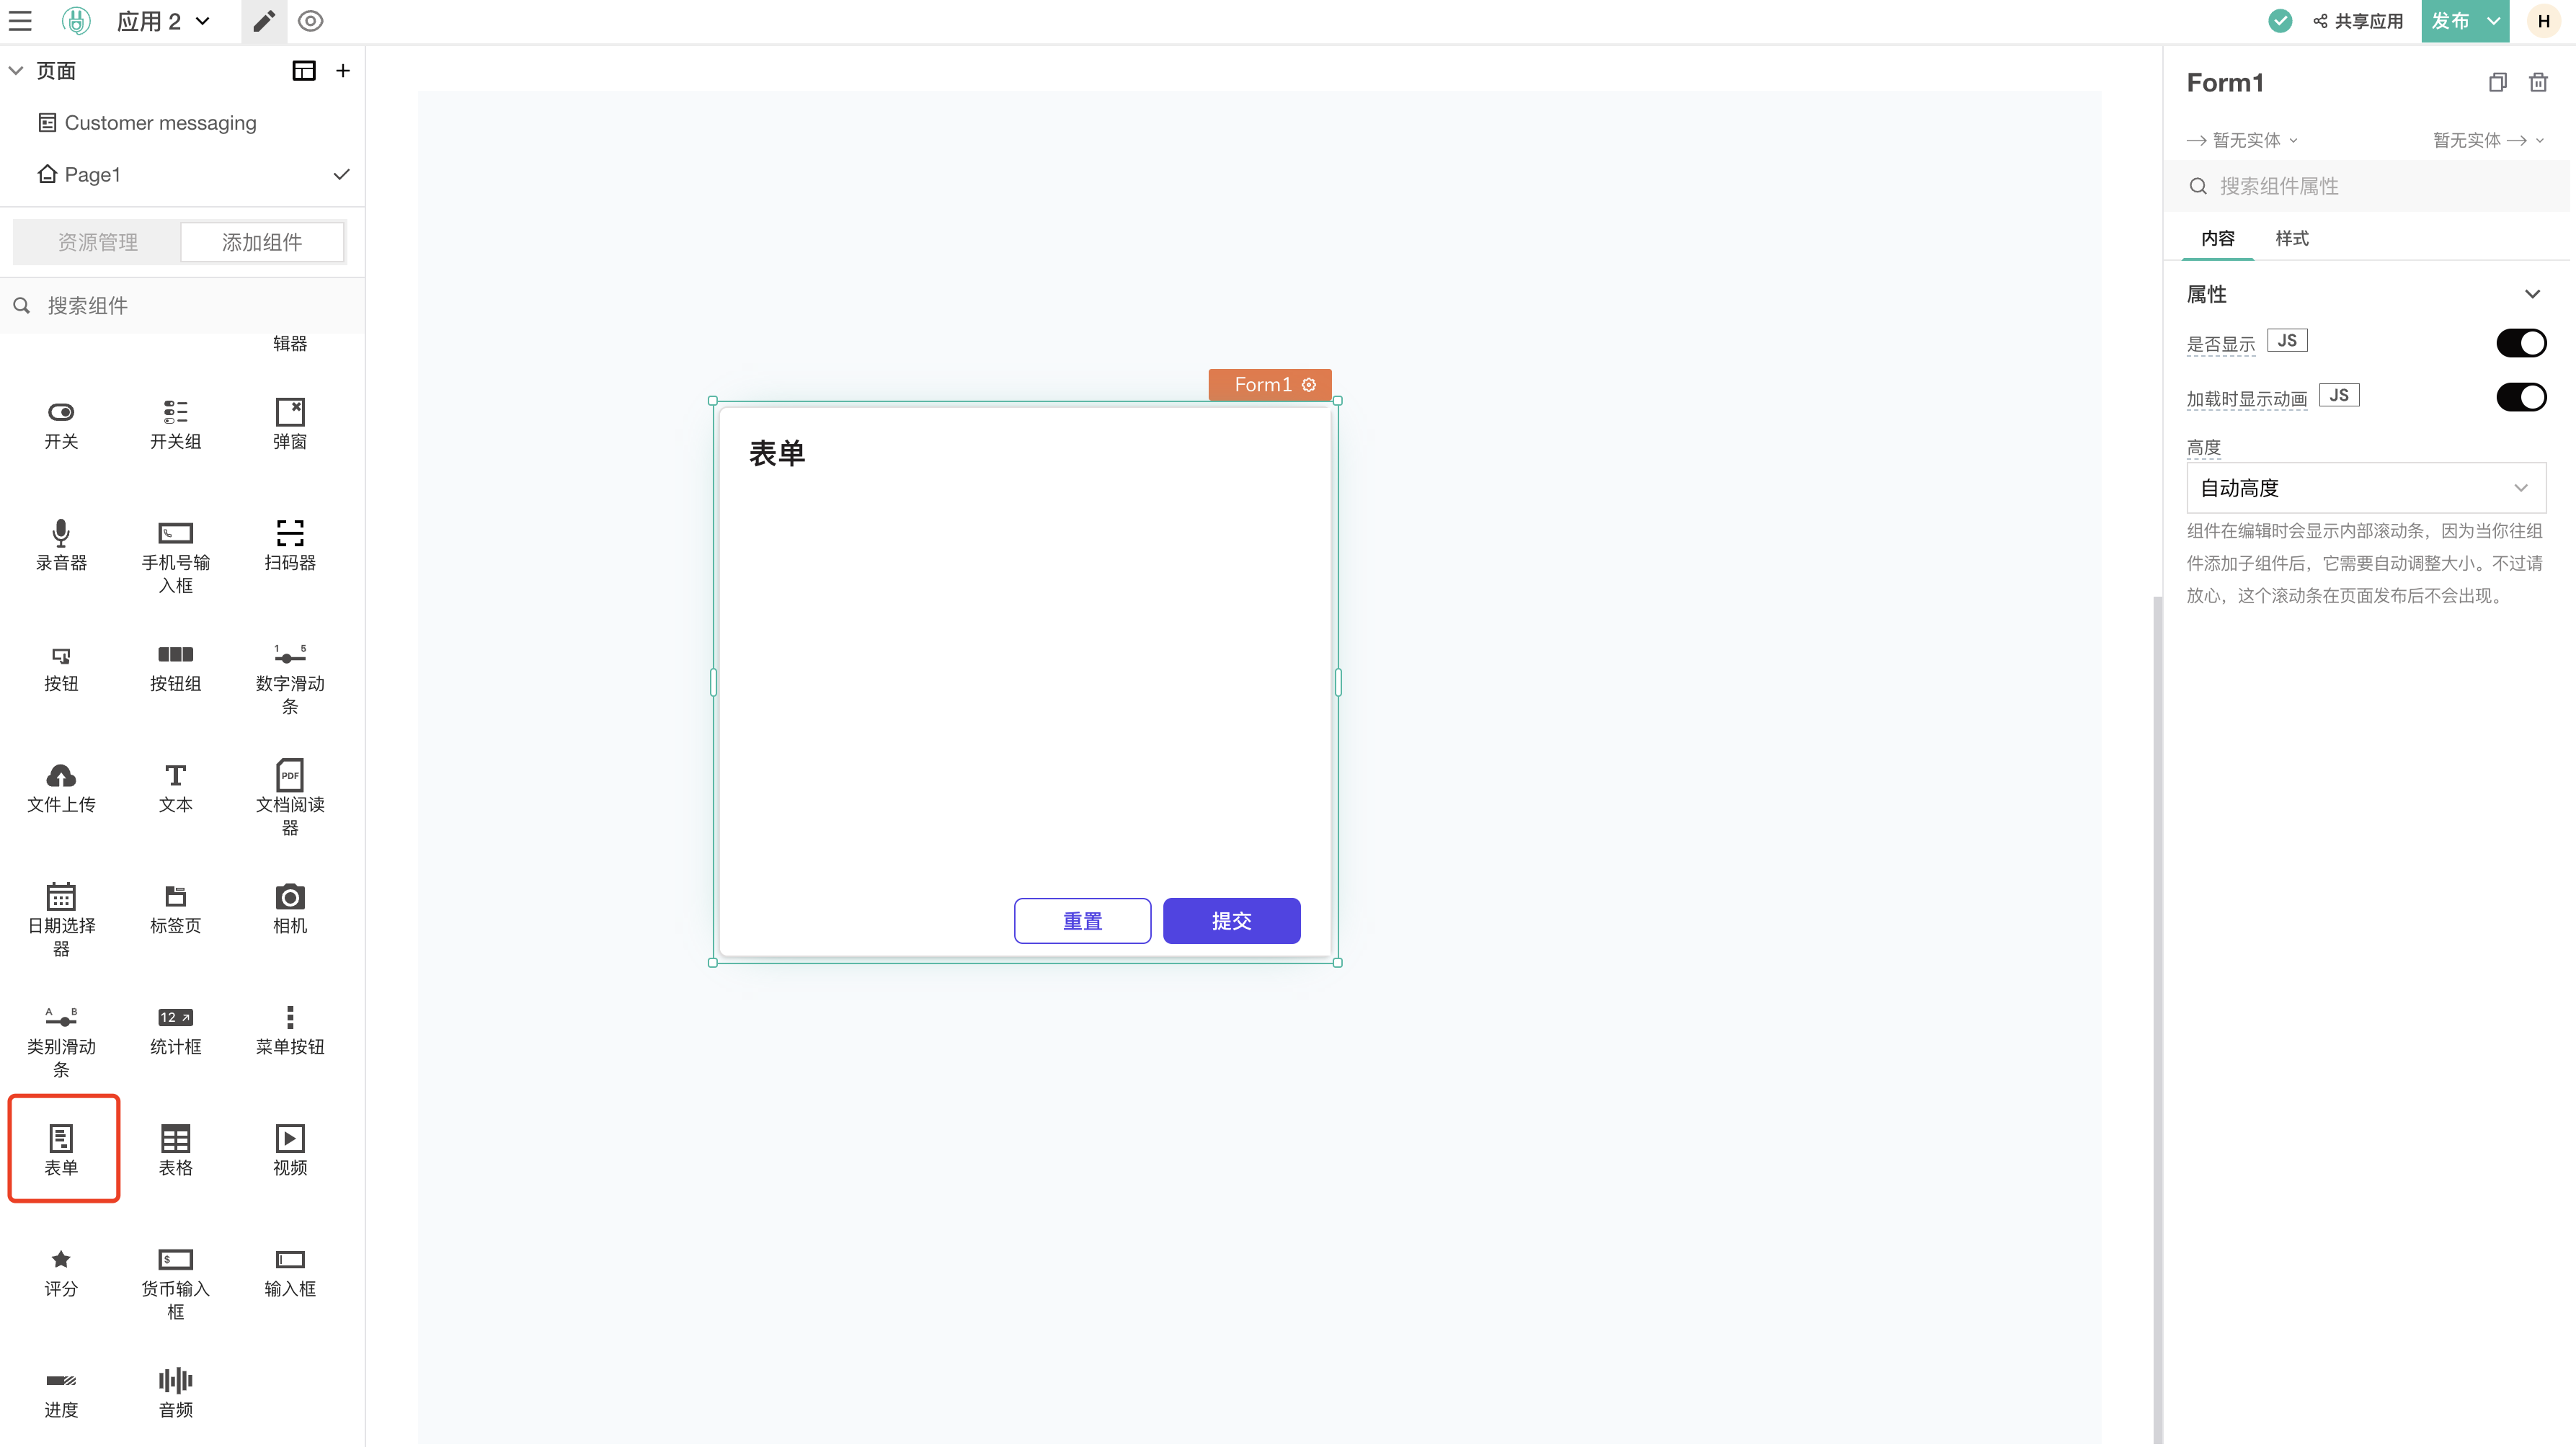 应用 2
共享应用
发布
H
页面
Customer messaging
Page1
资源管理
添加组件
搜索组件
辑器
开关
开关组
弹窗
录音器
手机号输
入框
扫码器
按钮
按钮组
1 5
数字滑动
条
文件上传
文本
PDF
文档阅读
器
日期选择
器
标签页
相机
A B
类别滑动
条
12
统计框
菜单按钮
表单
表格
视频
评分
$
货币输入
框
输入框
进度
音频
Form1
表单
重置
提交
Form1
暂无实体
暂无实体
搜索组件属性
内容
样式
属性
是否显示
JS
加载时显示动画
JS
高度
自动高度
组件在编辑时会显示内部滚动条，因为当你往组
件添加子组件后，它需要自动调整大小。不过请
放心，这个滚动条在页面发布后不会出现。